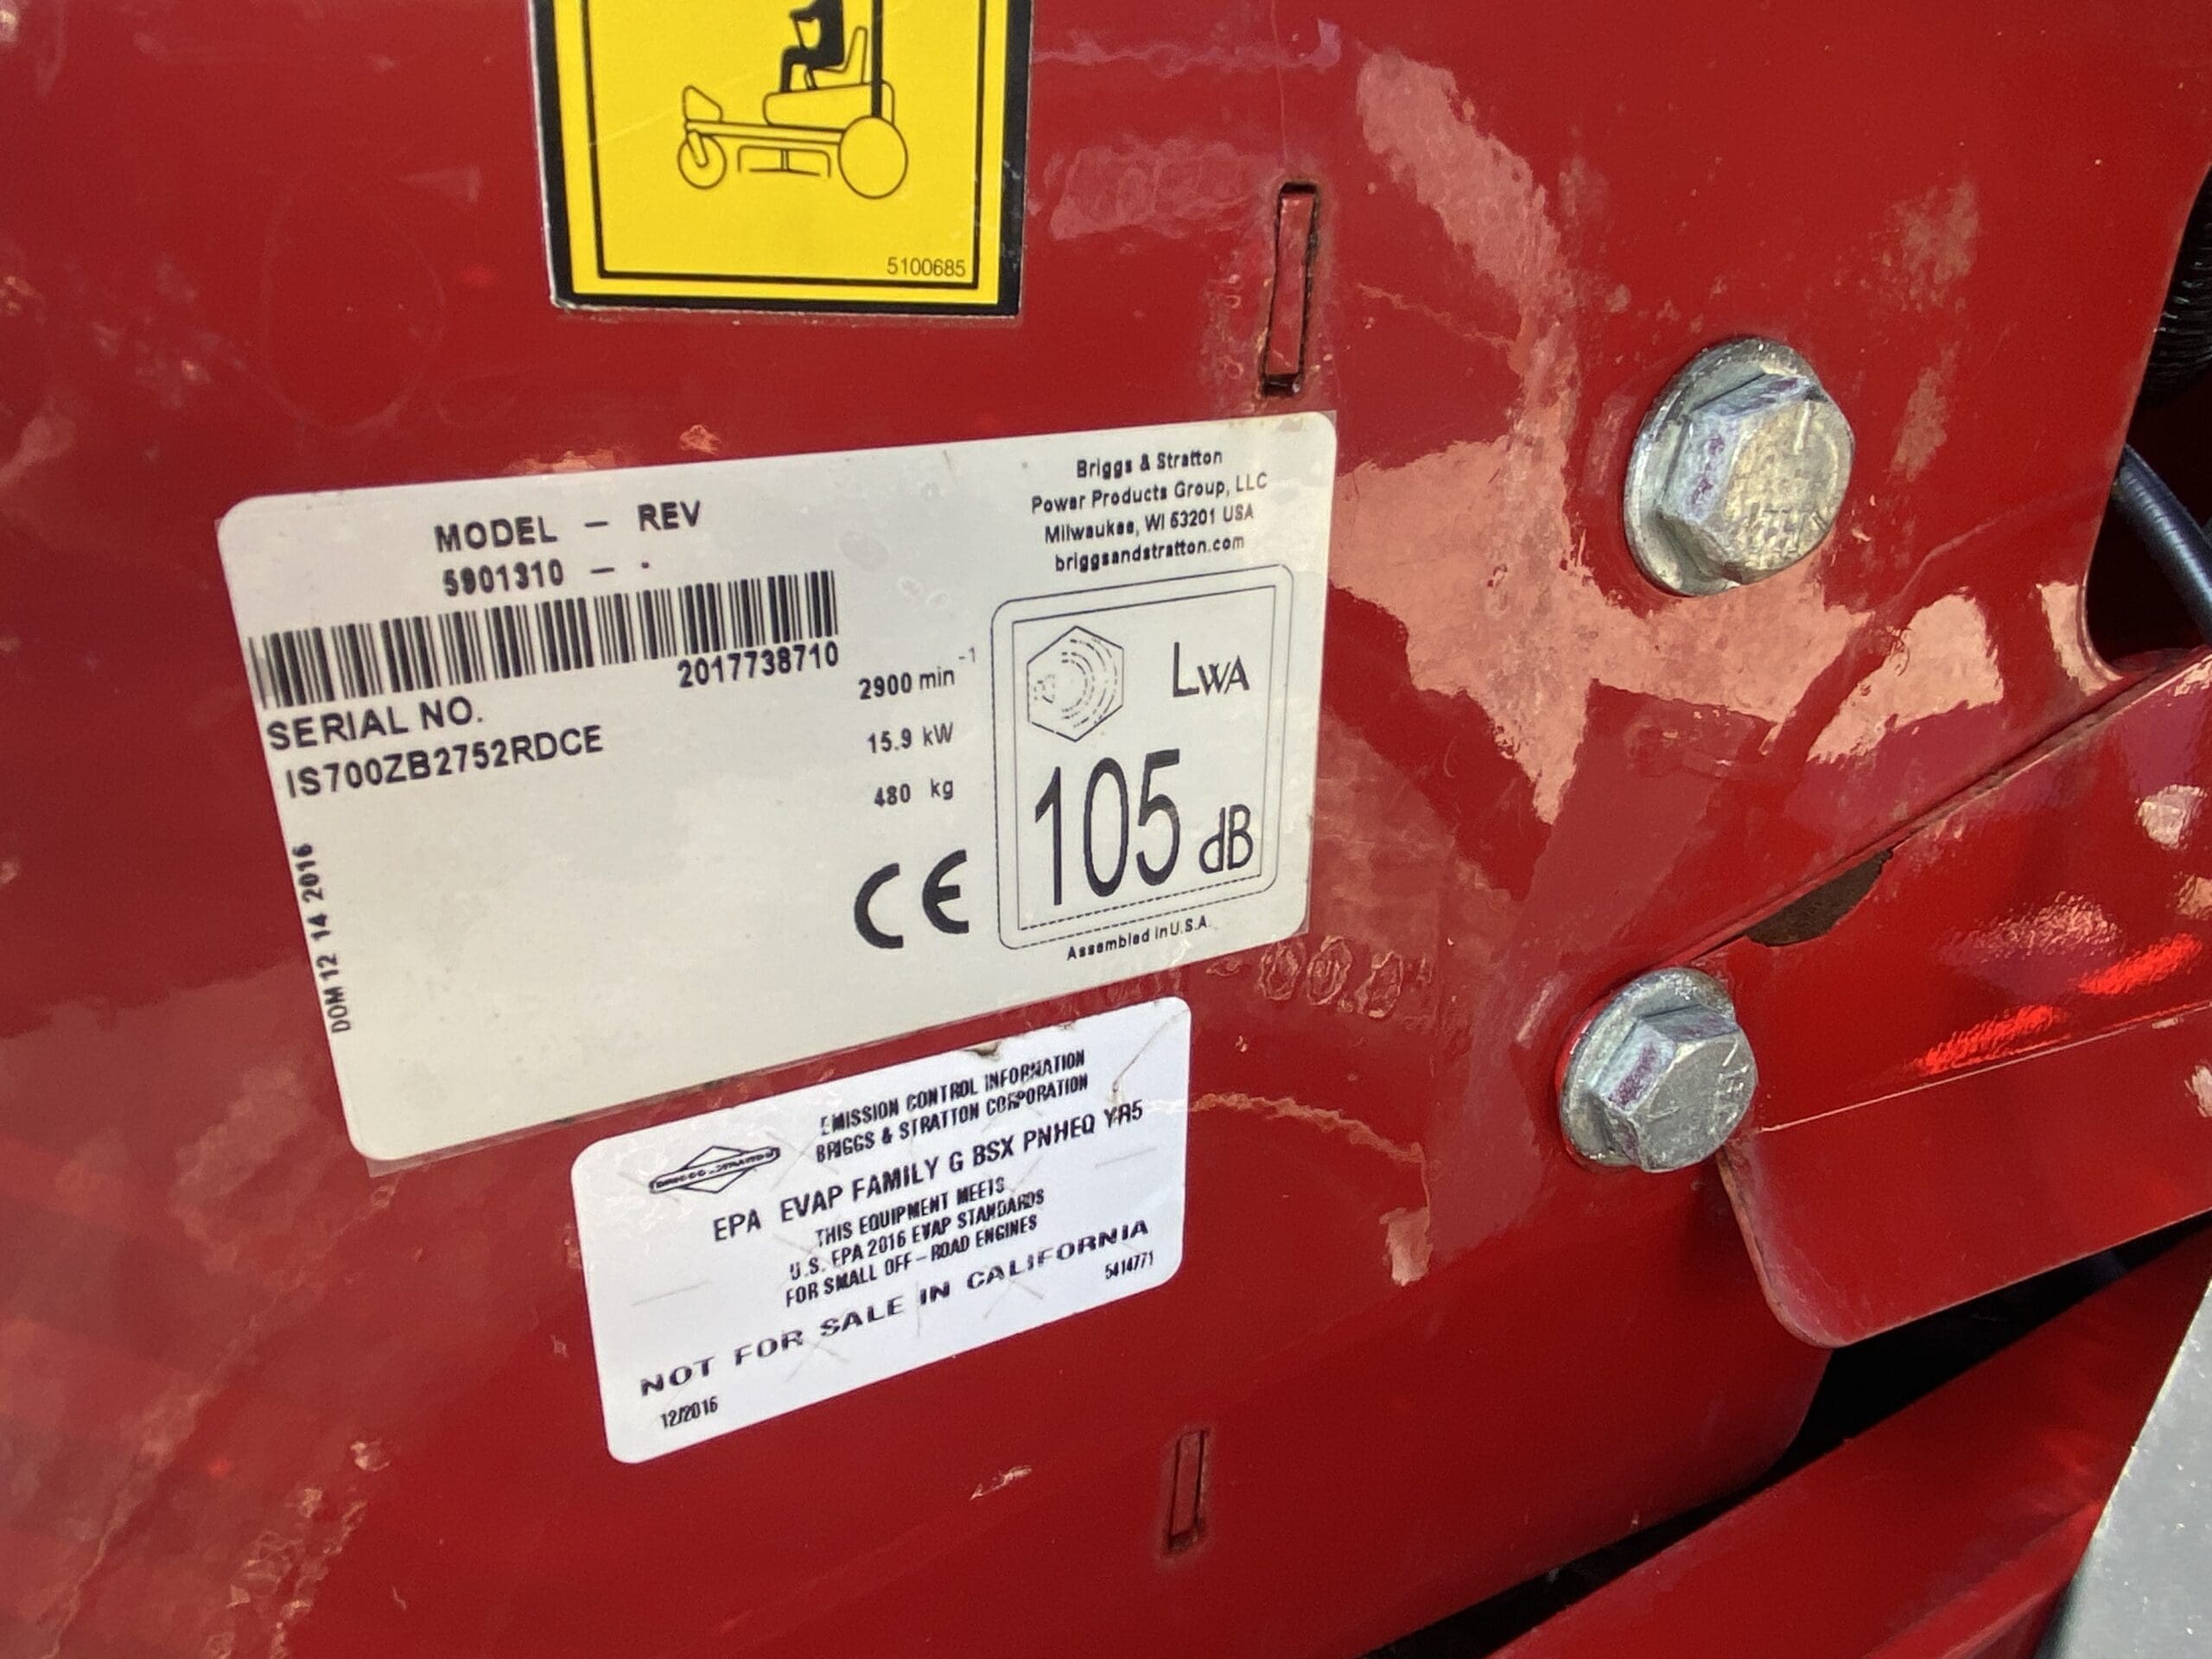 5100685
MODEL – REV
5901310 – .
2017738710
SERIAL NO.
IS700ZB2752RDCE
DOM 12 14 2016
2900 min⁻¹
15.9 kW
480 kg
CE
Briggs & Stratton
Power Products Group, LLC
Milwaukee, WI 53201 USA
briggsandstratton.com
LWA
105 dB
Assembled in U.S.A.
EMISSION CONTROL INFORMATION
BRIGGS & STRATTON CORPORATION
EPA EVAP FAMILY G BSX PNHEQ YR5
THIS EQUIPMENT MEETS
U.S. EPA 2016 EVAP STANDARDS
FOR SMALL OFF–ROAD ENGINES
NOT FOR SALE IN CALIFORNIA
12/2016
5414771